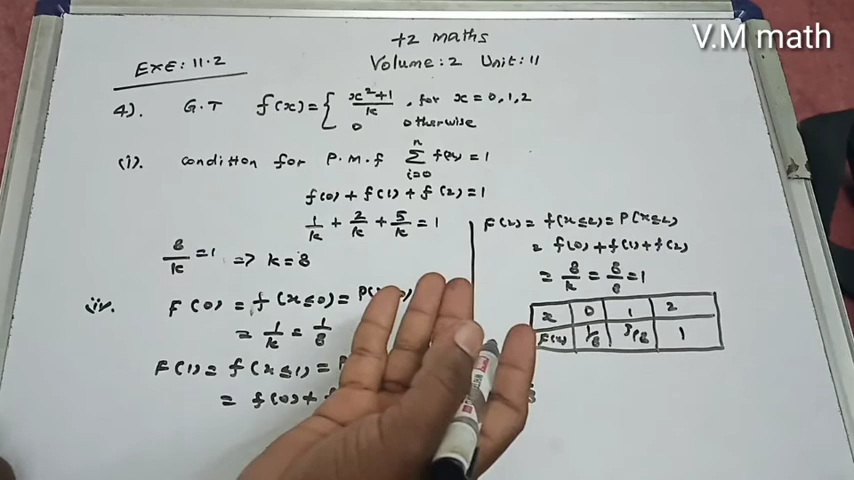 V.M math
+2 maths
EXE: 11.2
Volume: 2 Unit: 11
4). G.T f(x) = { x²+1/k , for x = 0, 1, 2
0 otherwise
(i). condition for P.M.f Σ f(x) = 1
n
i=0
f(0) + f(1) + f(2) = 1
1/k + 2/k + 5/k = 1
8/k = 1 => k = 8
F(0) = f(x≤0) = P(
= 1/k = 1/8
F(1) = f(x≤1) =
= f(0) +
F(2) = f(x≤2) = P(x≤2)
= f(0) + f(1) + f(2)
= 8/k = 8/8 = 1
x 0 1 2
F(x) 1/8 3/8 1